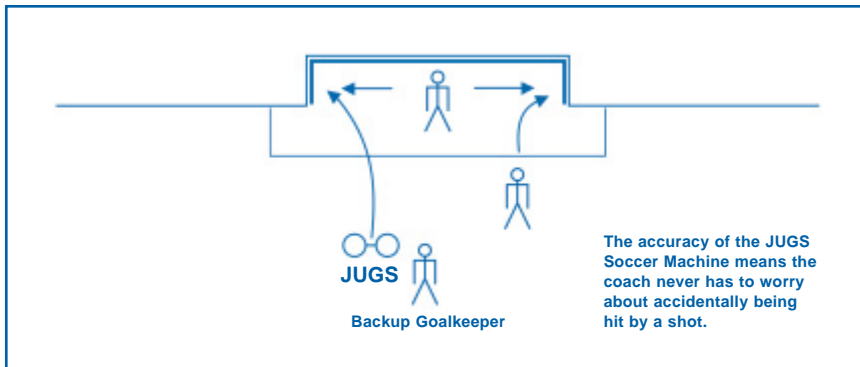 JUGS
Backup Goalkeeper
The accuracy of the JUGS
Soccer Machine means the
coach never has to worry
about accidentally being
hit by a shot.